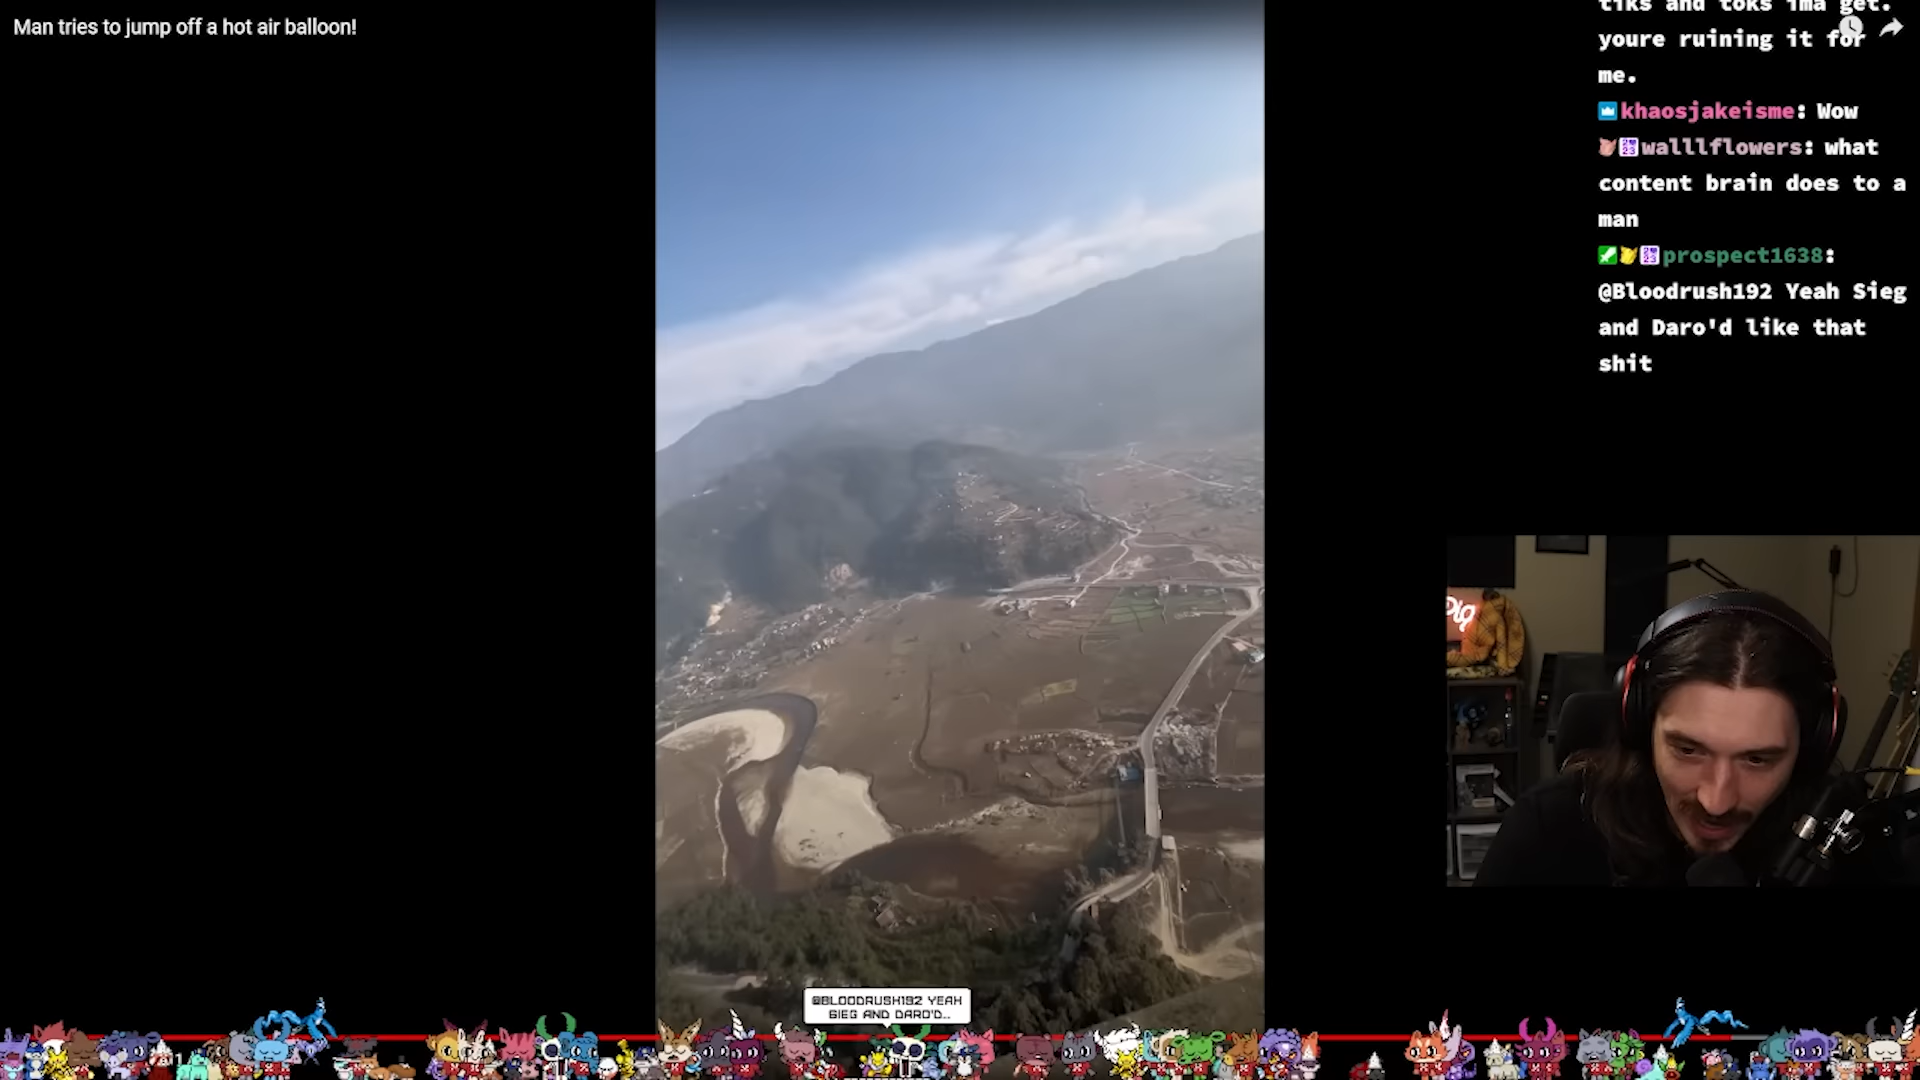 Man tries to jump off a hot air balloon!
tiks and toks ima get.
youre ruining it for
me.
khaosjakeisme: Wow
walllflowers: what
content brain does to a
man
prospect1638:
@Bloodrush192 Yeah Sieg
and Daro'd like that
shit
@BLOODRUSH192 YEAH
SIEG AND DARO'D..